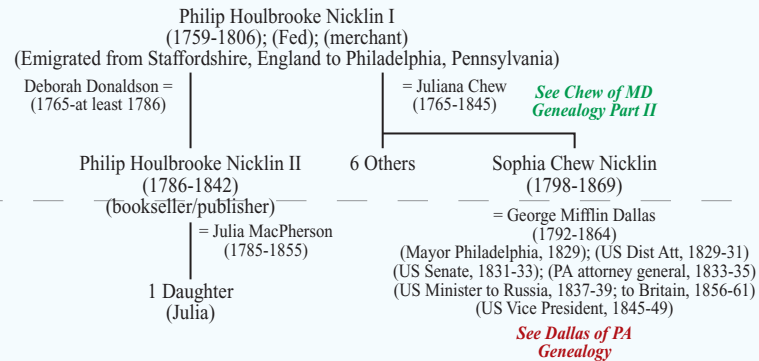 Philip Houlbrooke Nicklin I
(1759-1806); (Fed); (merchant)
(Emigrated from Staffordshire, England to Philadelphia, Pennsylvania)
Deborah Donaldson =
(1765-at least 1786)
= Juliana Chew
(1765-1845)
See Chew of MD
Genealogy Part II
Philip Houlbrooke Nicklin II
(1786-1842)
(bookseller/publisher)
6 Others
Sophia Chew Nicklin
(1798-1869)
= Julia MacPherson
(1785-1855)
1 Daughter
(Julia)
= George Mifflin Dallas
(1792-1864)
(Mayor Philadelphia, 1829); (US Dist Att, 1829-31)
(US Senate, 1831-33); (PA attorney general, 1833-35)
(US Minister to Russia, 1837-39; to Britain, 1856-61)
(US Vice President, 1845-49)
See Dallas of PA
Genealogy